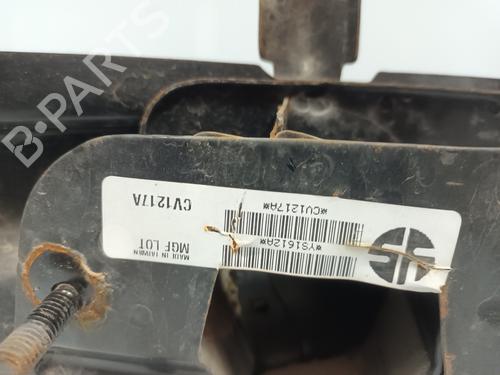 MADE IN TAIWAN
MGF LOT
*YS1612A*
*CV1217A*
CV1217A
B-PARTS